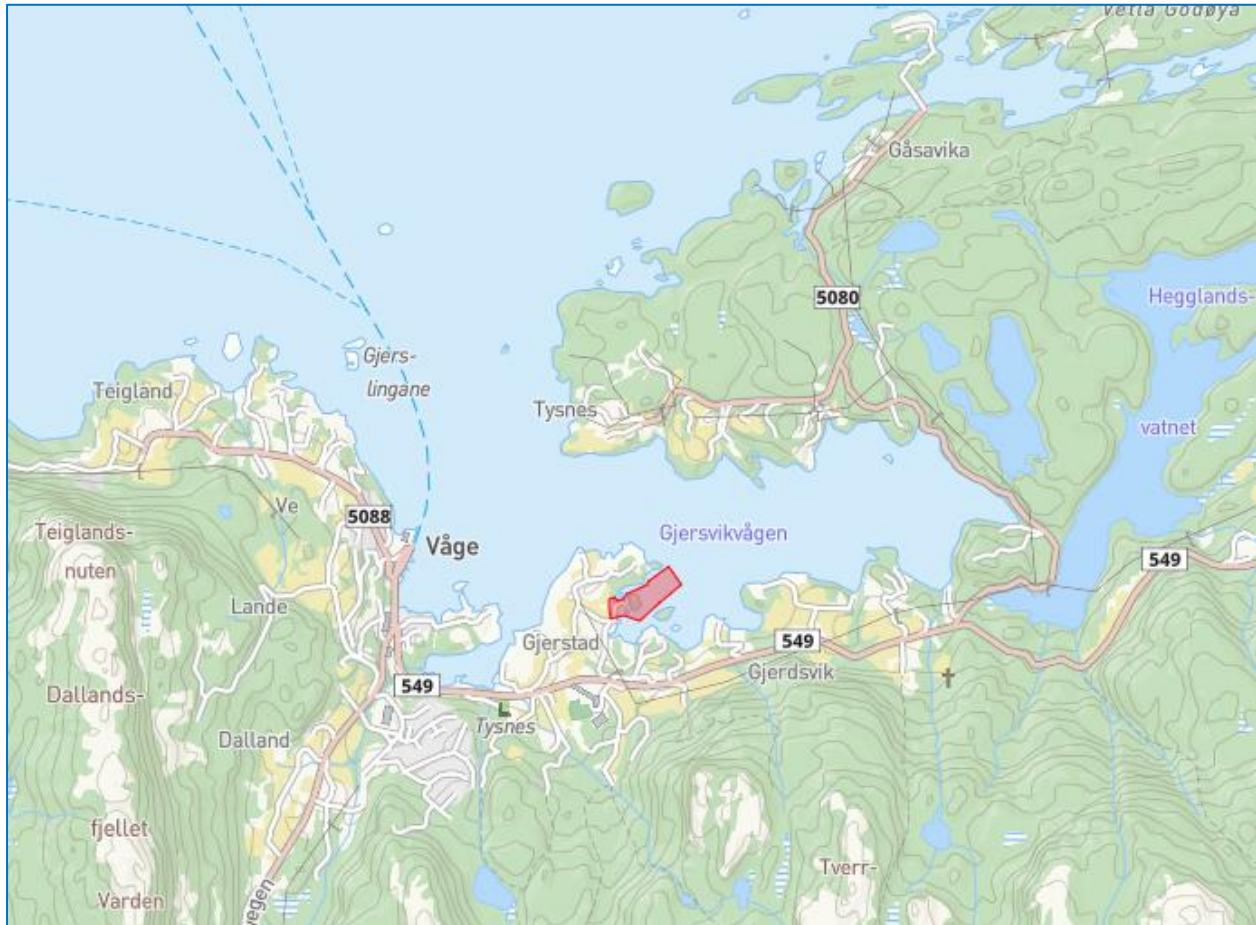 Vetla Godøya
Gåsavika
5080
Hegglands-
vatnet
Gjers-
lingane
Teigland
Tysnes
Ve
5088
Våge
Gjersvikvågen
549
Teiglands-
nuten
Lande
Gjerstad
549
Gjerdsvik
549
Dallands-
fjellet
Tysnes
Dalland
Tverr-
Varden
vegen